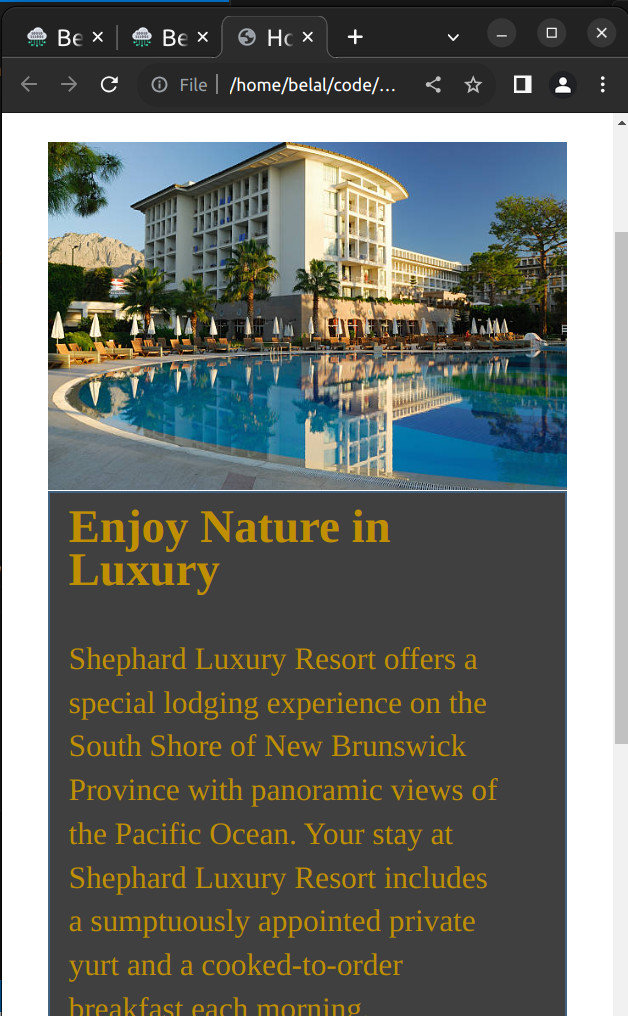 Be
Be
Ho
File
/home/belal/code/...
Enjoy Nature in
Luxury
Shephard Luxury Resort offers a
special lodging experience on the
South Shore of New Brunswick
Province with panoramic views of
the Pacific Ocean. Your stay at
Shephard Luxury Resort includes
a sumptuously appointed private
yurt and a cooked-to-order
breakfast each morning